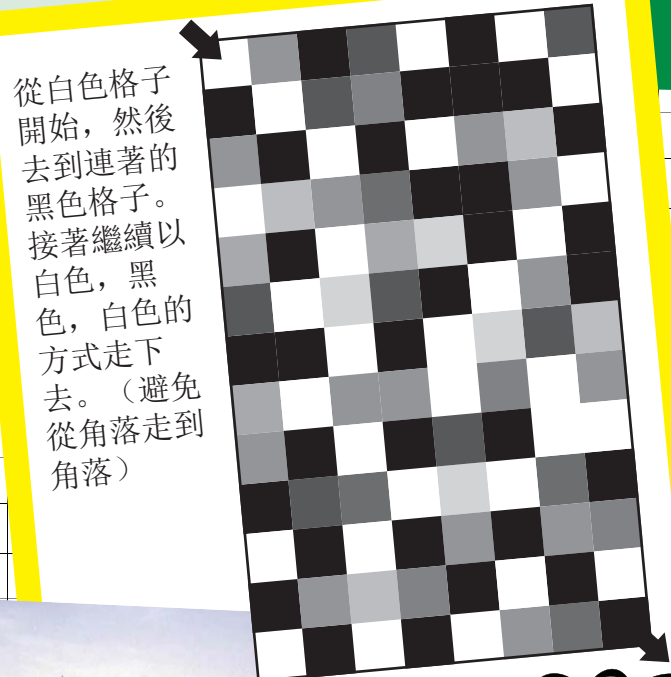 從白色格子
開始，然後
去到連著的
黑色格子。
接著繼續以
白色，黑
色，白色的
方式走下
去。（避免
從角落走到
角落）